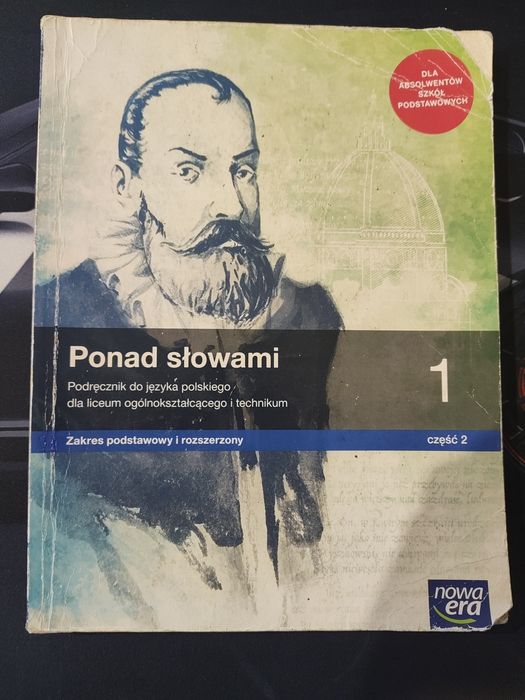 DLA
ABSOLWENTÓW
SZKÓŁ
PODSTAWOWYCH
Ponad słowami
1
Podręcznik do języka polskiego
dla liceum ogólnokształcącego i technikum
Zakres podstawowy i rozszerzony
część 2
nowa
era